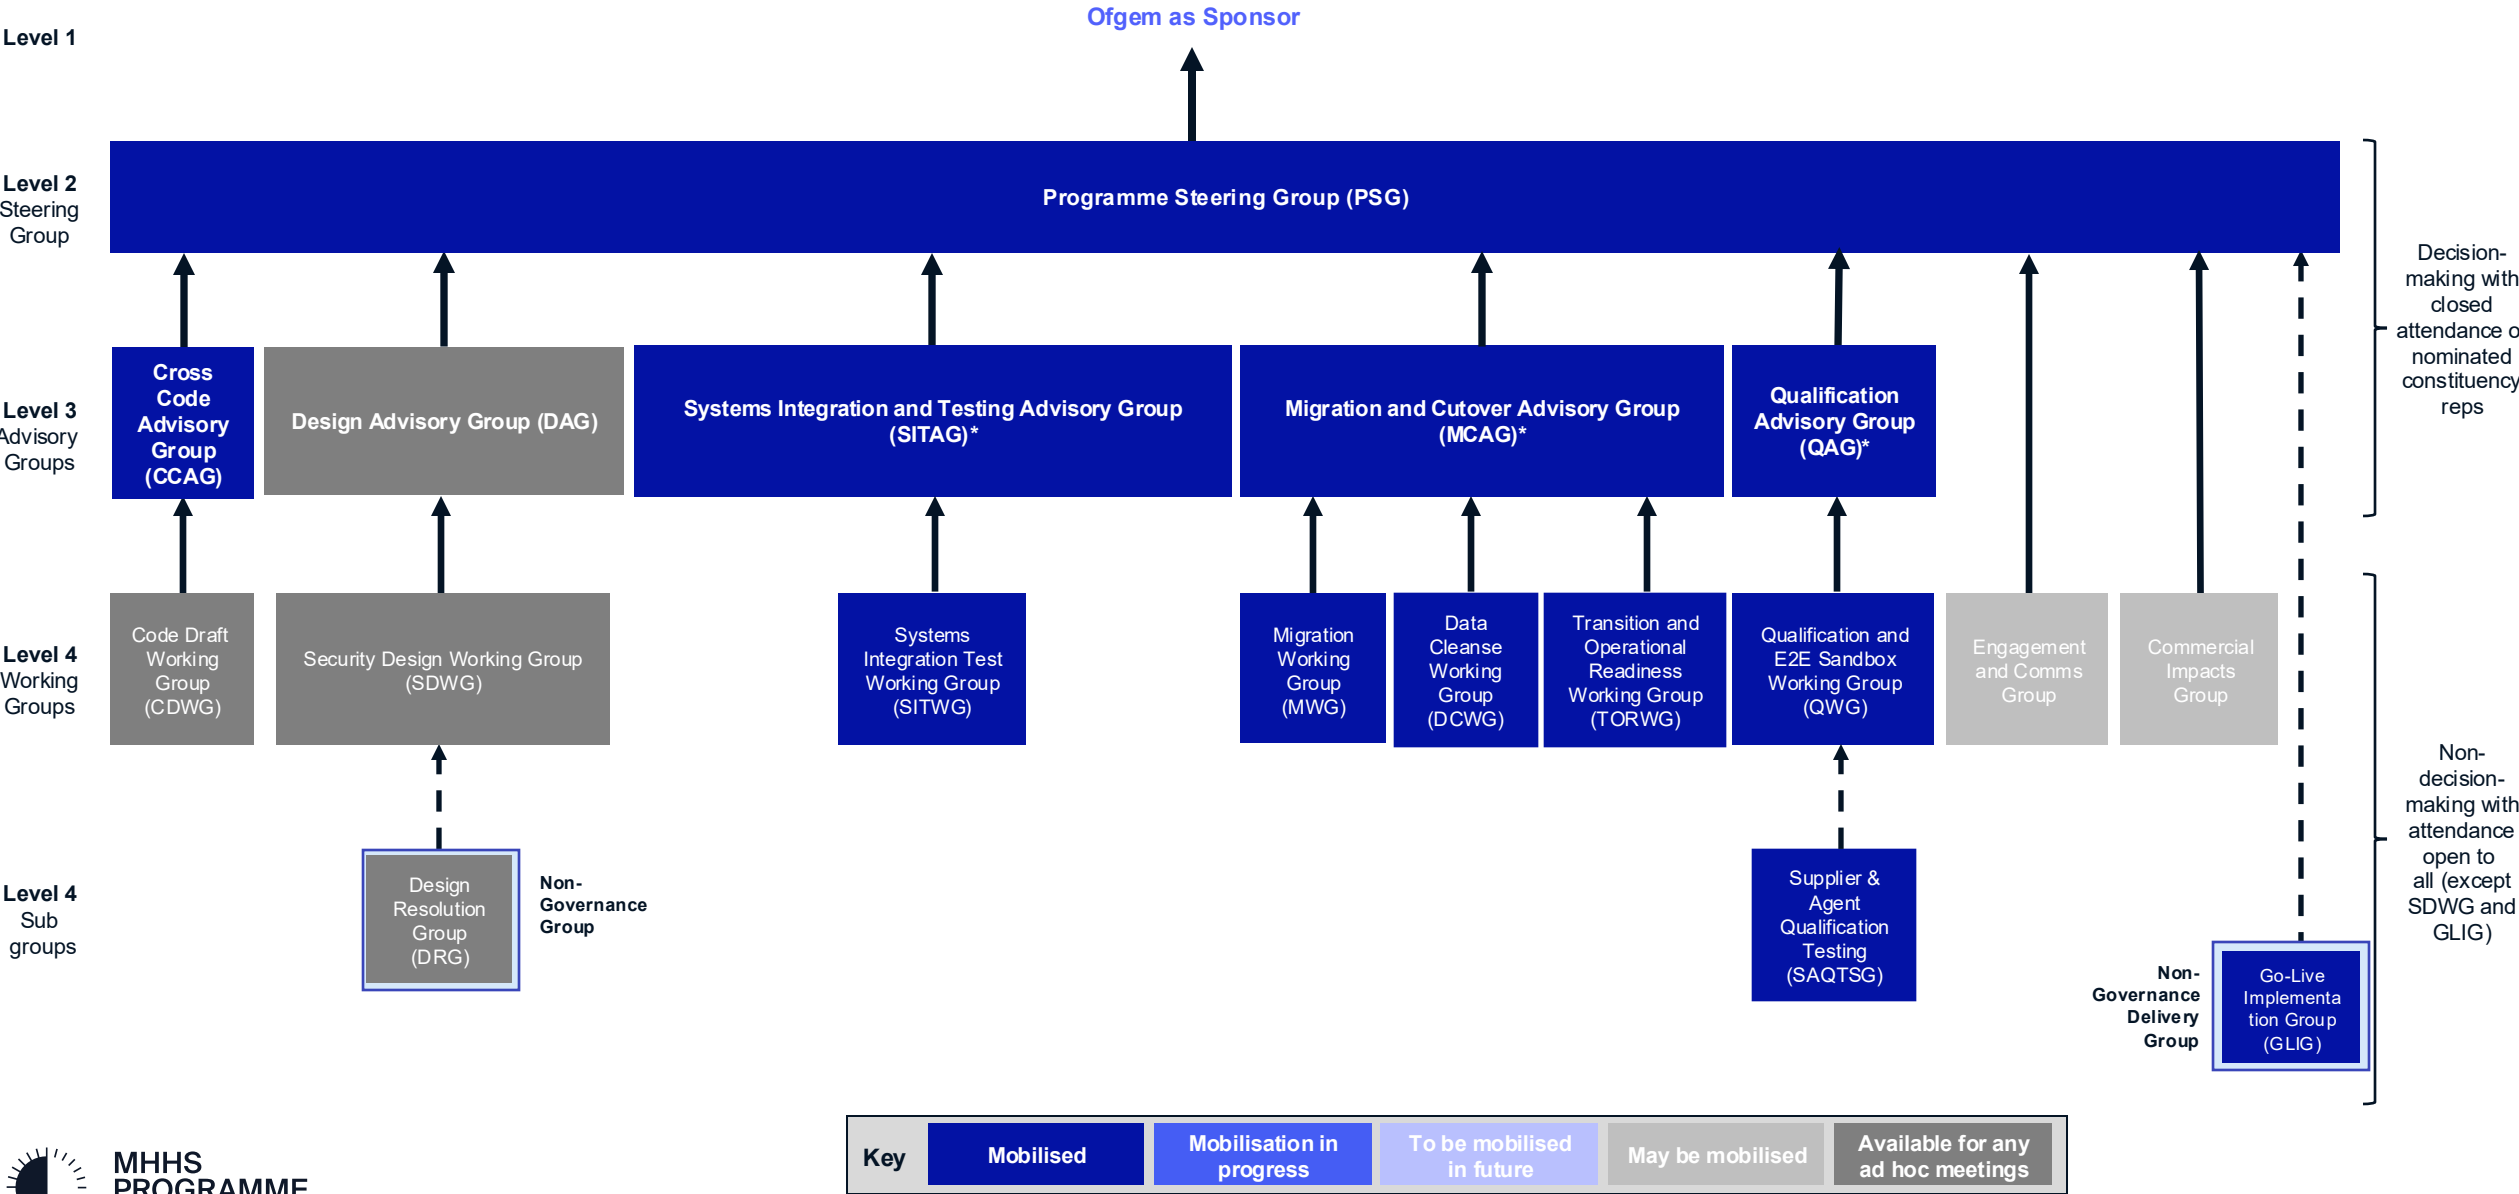 Ofgem as Sponsor
Level 1
Level 2
Steering
Group
Programme Steering Group (PSG)
Decision-
making with
closed
attendance o
nominated
constituency
reps
Level 3
Advisory
Groups
Cross
Code
Advisory
Group
(CCAG)
Design Advisory Group (DAG)
Systems Integration and Testing Advisory Group
(SITAG)*
Migration and Cutover Advisory Group
(MCAG)*
Qualification
Advisory Group
(QAG)*
Level 4
Working
Groups
Code Draft
Working
Group
(CDWG)
Security Design Working Group
(SDWG)
Systems
Integration Test
Working Group
(SITWG)
Migration
Working
Group
(MWG)
Data
Cleanse
Working
Group
(DCWG)
Transition and
Operational
Readiness
Working Group
(TORWG)
Qualification and
E2E Sandbox
Working Group
(QWG)
Engagement
and Comms
Group
Commercial
Impacts
Group
Non-
decision-
making with
attendance
open to
all (except
SDWG and
GLIG)
Level 4
Sub
groups
Design
Resolution
Group
(DRG)
Non-
Governance
Group
Supplier &
Agent
Qualification
Testing
(SAQTSG)
Non-
Governance
Delivery
Group
Go-Live
Implementa
tion Group
(GLIG)
Key
Mobilised
Mobilisation in
progress
To be mobilised
in future
May be mobilised
Available for any
ad hoc meetings
MHHS
PROGRAMME